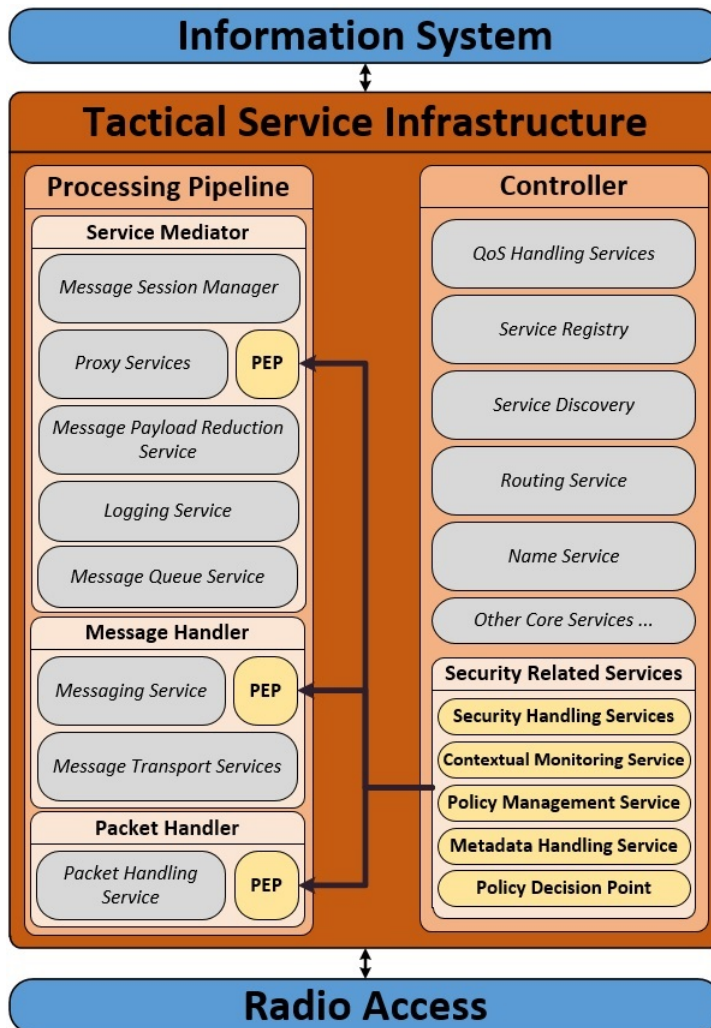 Information System
Tactical Service Infrastructure
Processing Pipeline
Service Mediator
Message Session Manager
Proxy Services
PEP
Message Payload Reduction
Service
Logging Service
Message Queue Service
Message Handler
Messaging Service
PEP
Message Transport Services
Packet Handler
Packet Handling
Service
PEP
Controller
QoS Handling Services
Service Registry
Service Discovery
Routing Service
Name Service
Other Core Services ...
Security Related Services
Security Handling Services
Contextual Monitoring Service
Policy Management Service
Metadata Handling Service
Policy Decision Point
Radio Access